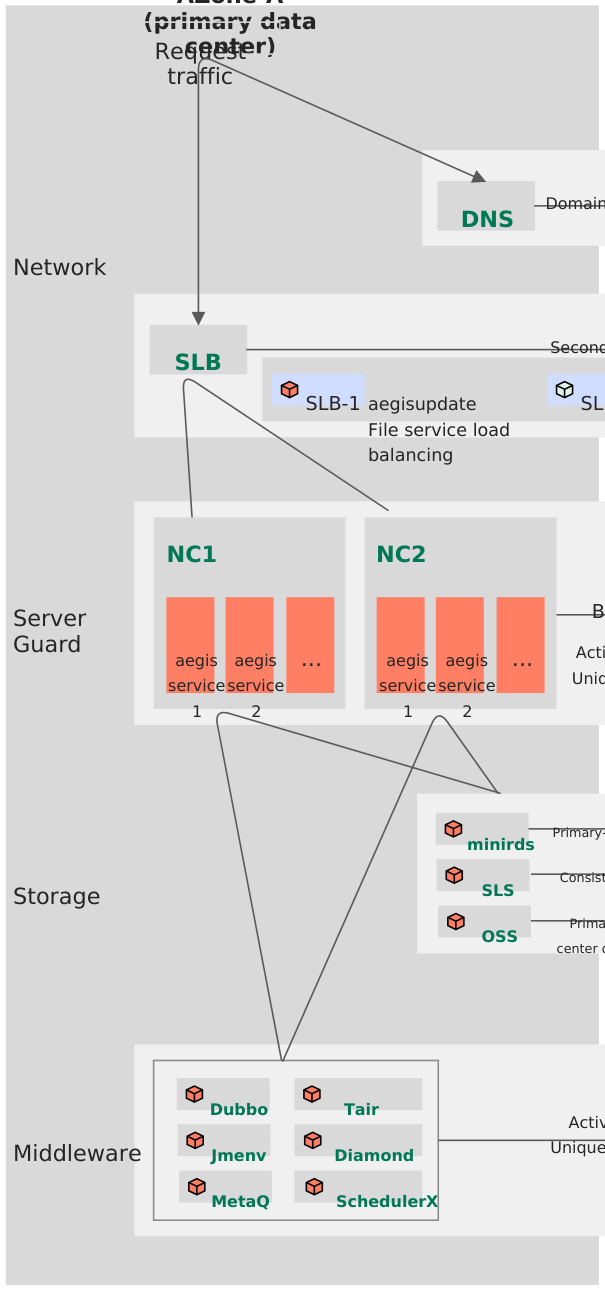 (primary data
center)
Request
traffic
DNS
Domain
Network
SLB
Second
SLB-1
aegisupdate
File service load
balancing
SL
NC1
NC2
Server
Guard
aegis
service
1
aegis
service
2
...
aegis
service
1
aegis
service
2
...
B
Acti
Uniq
Storage
minirds
Primary-
SLS
Consist
OSS
Prima
center
Middleware
Dubbo
Tair
Jmenv
Diamond
MetaQ
SchedulerX
Activ
Unique